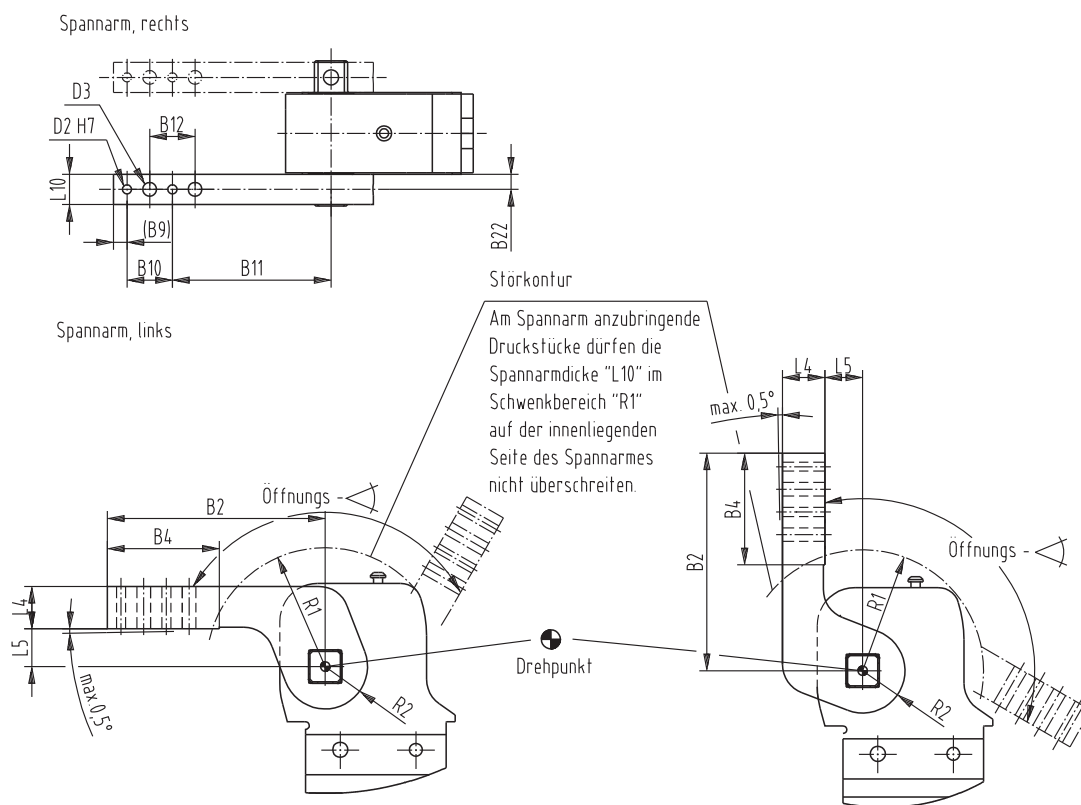 Spannarm, rechts
D3
D2 H7
B12
L10
(B9)
B22
B10
B11
Störkontur
Spannarm, links
Am Spannarm anzubringende
Druckstücke dürfen die
Spannarmdicke "L10" im
Schwenkbereich "R1"
auf der innenliegenden
Seite des Spannarmes
nicht überschreiten.
L4
L5
max. 0,5°
B2
B4
Öffnungs -
R1
R2
Öffnungs -
B2
B4
L4
L5
R1
R2
max.0,5°
Drehpunkt